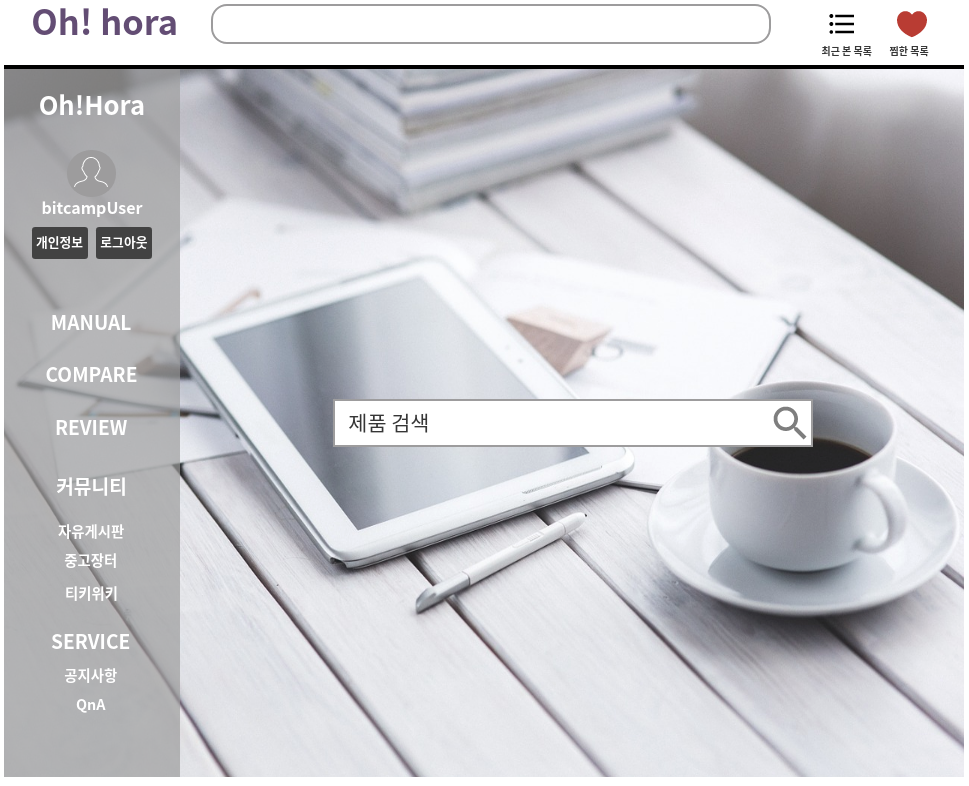 Oh! hora
최근 본 목록
찜한 목록
Oh!Hora
bitcampUser
개인정보
로그아웃
MANUAL
COMPARE
REVIEW
커뮤니티
자유게시판
중고장터
티키위키
SERVICE
공지사항
QnA
제품 검색